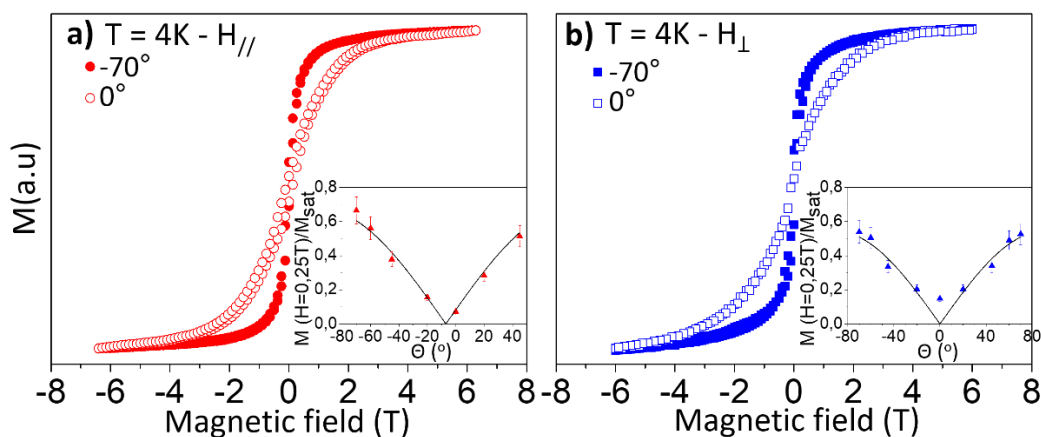 a) T = 4K - H//
-70°
0°
M(a.u)
0,8
0,6
0,4
0,2
0,0
M (H=0,25T)/Msat
-80 -60 -40 -20 0 20 40
Θ (°)
-8 -6 -4 -2 0 2 4 6 8
Magnetic field (T)
b) T = 4K - H⊥
-70°
0°
0,8
0,6
0,4
0,2
0,0
M (H=0,25T)/Msat
-80 -40 0 40 80
Θ (°)
-8 -6 -4 -2 0 2 4 6 8
Magnetic field (T)